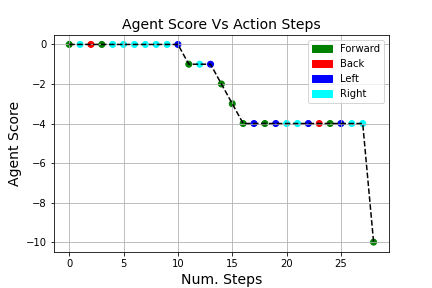 Agent Score Vs Action Steps
Agent Score
0
−2
−4
−6
−8
−10
Forward
Back
Left
Right
0 5 10 15 20 25
Num. Steps